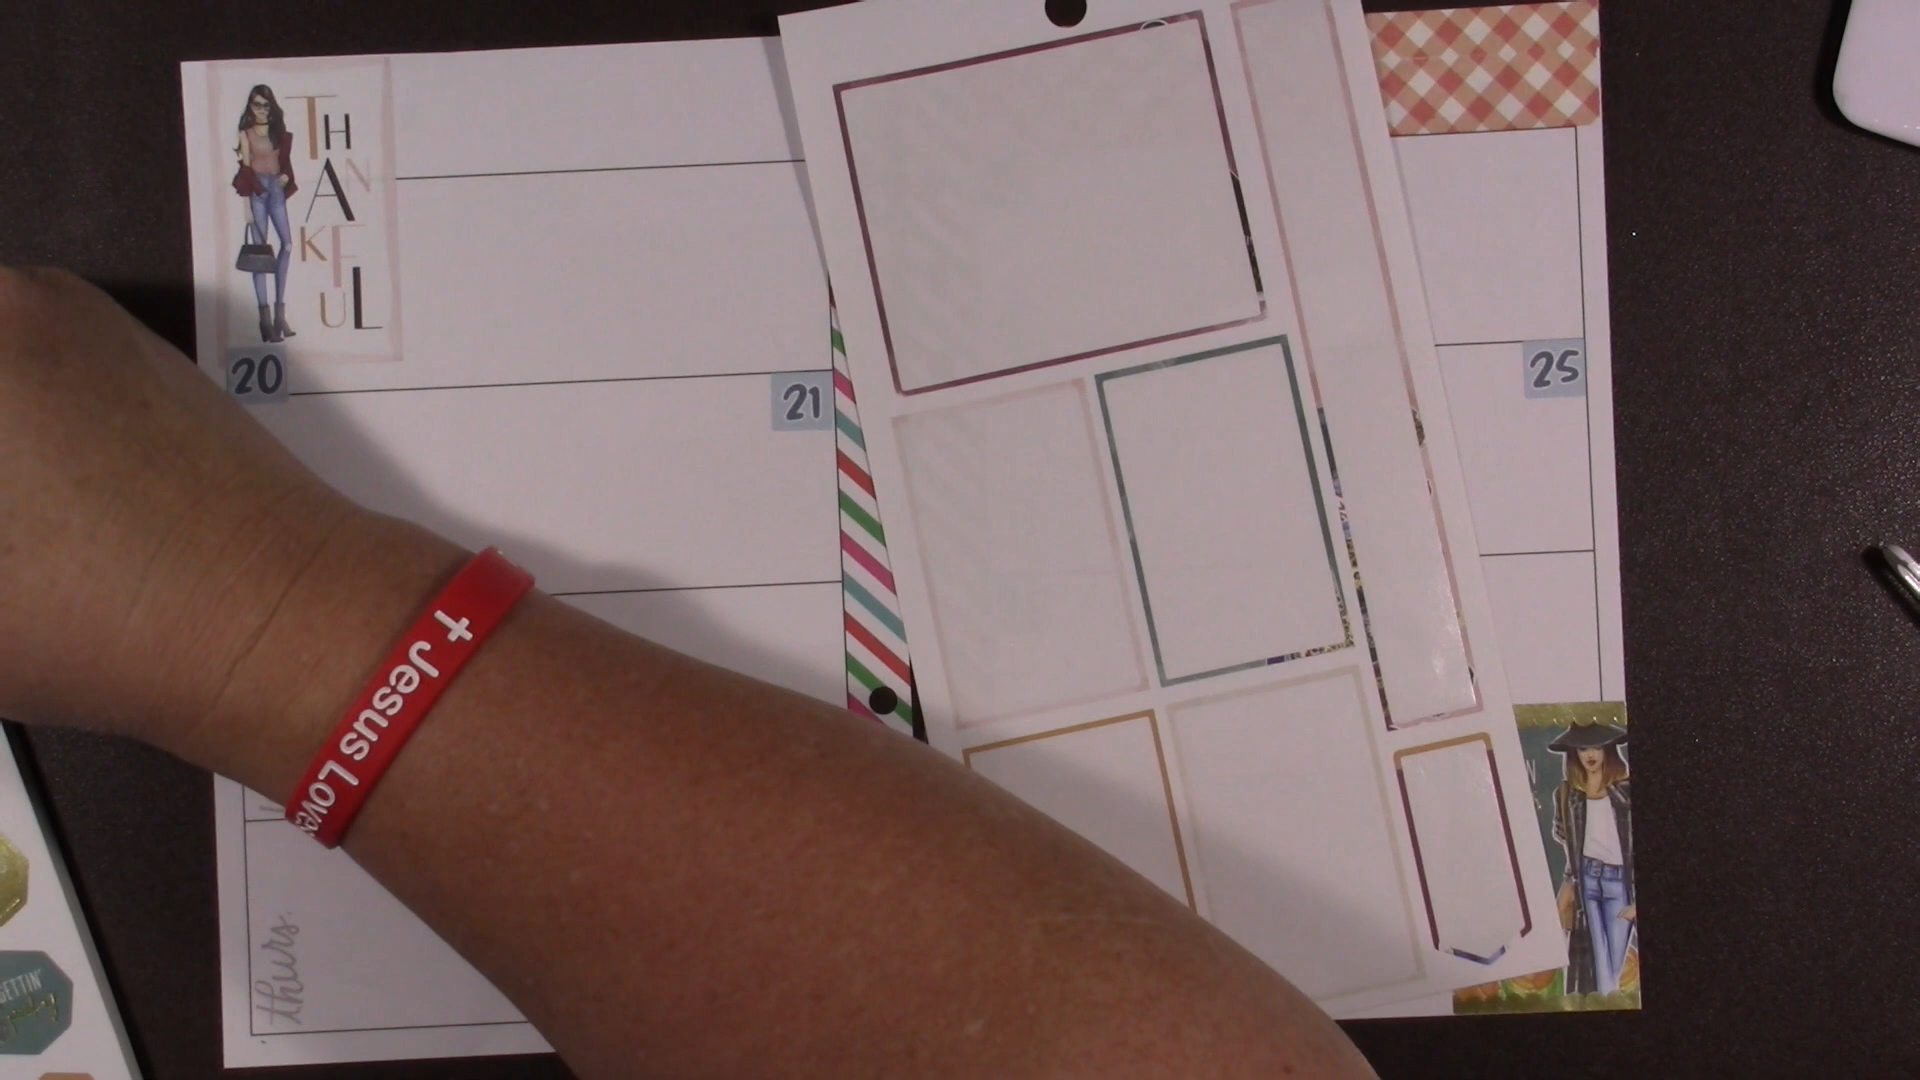 THANKFUL
20
21
25
† Jesus Loves
thurs.
GETTIN'